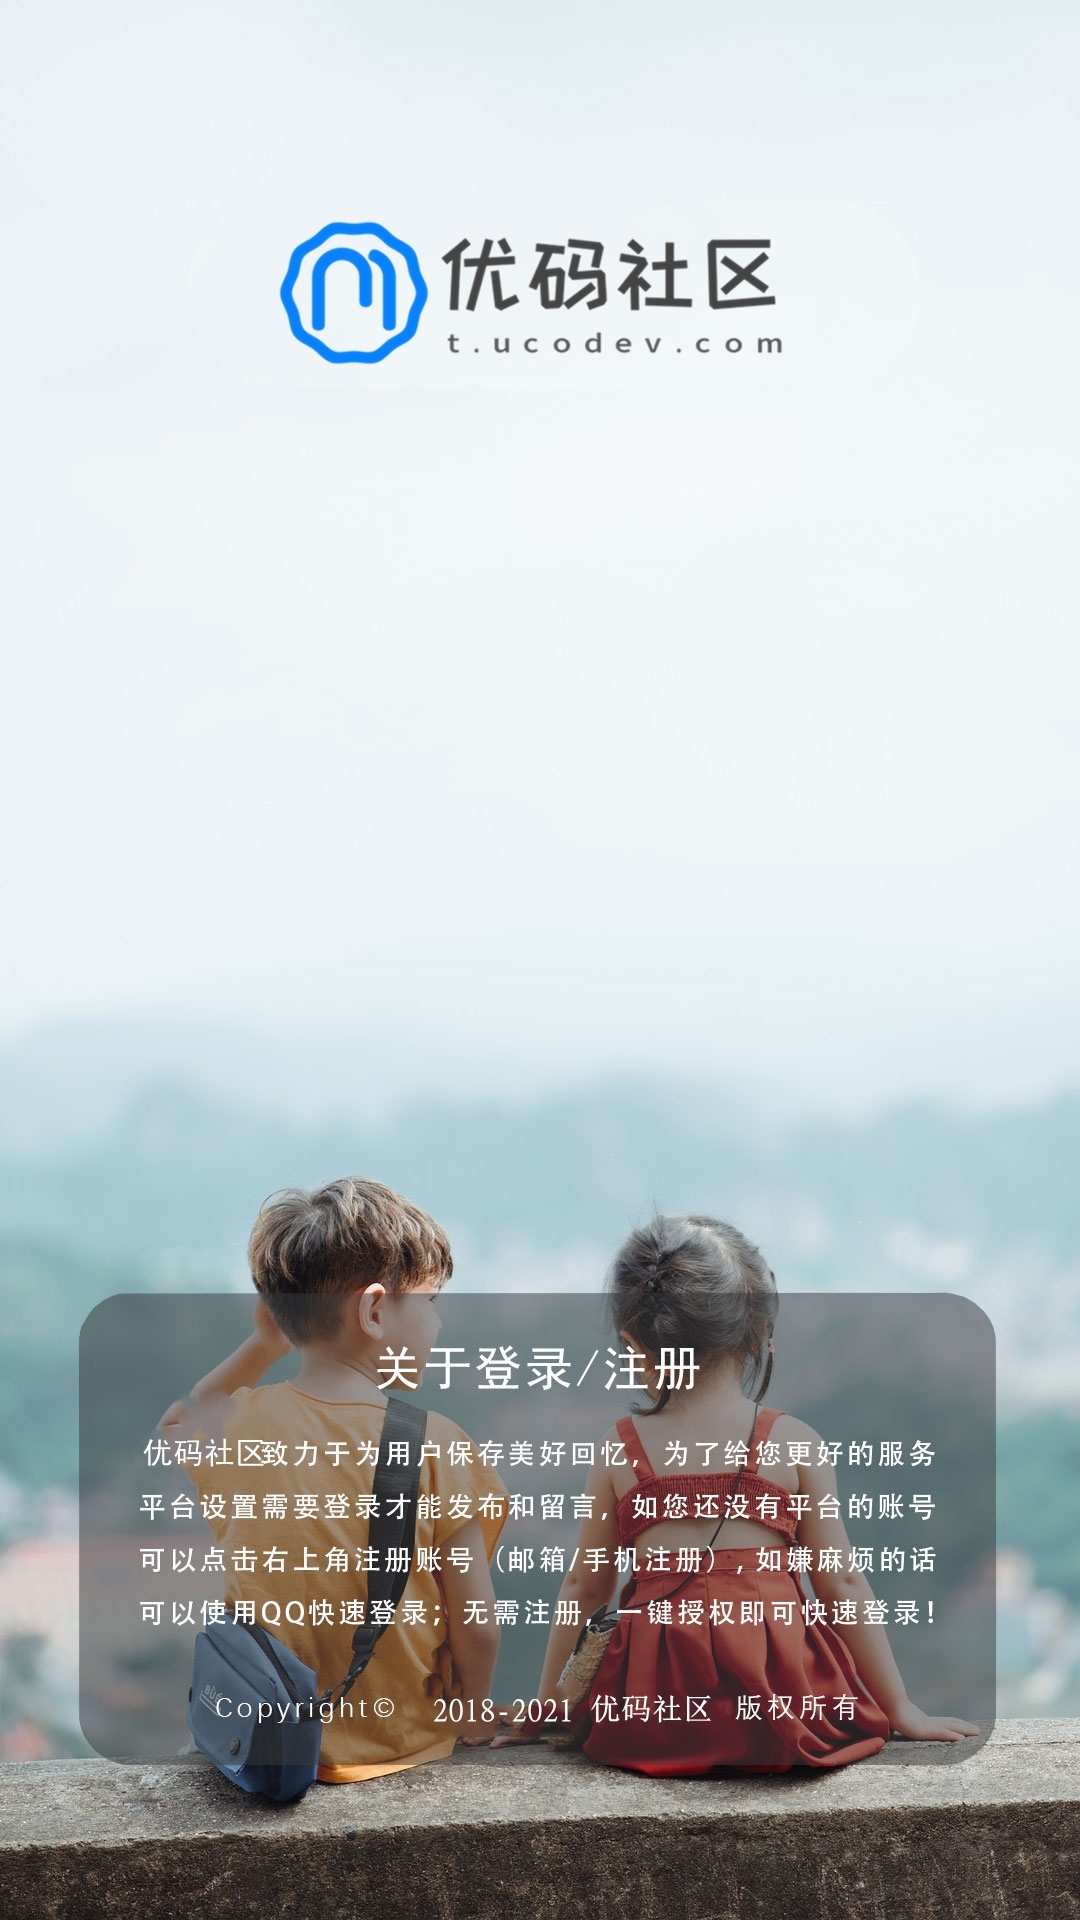 优码社区
t.ucodev.com
关于登录/注册
优码社区致力于为用户保存美好回忆，为了给您更好的服务
平台设置需要登录才能发布和留言，如您还没有平台的账号
可以点击右上角注册账号（邮箱/手机注册），如嫌麻烦的话
可以使用QQ快速登录；无需注册，一键授权即可快速登录！
Copyright© 2018-2021 优码社区 版权所有